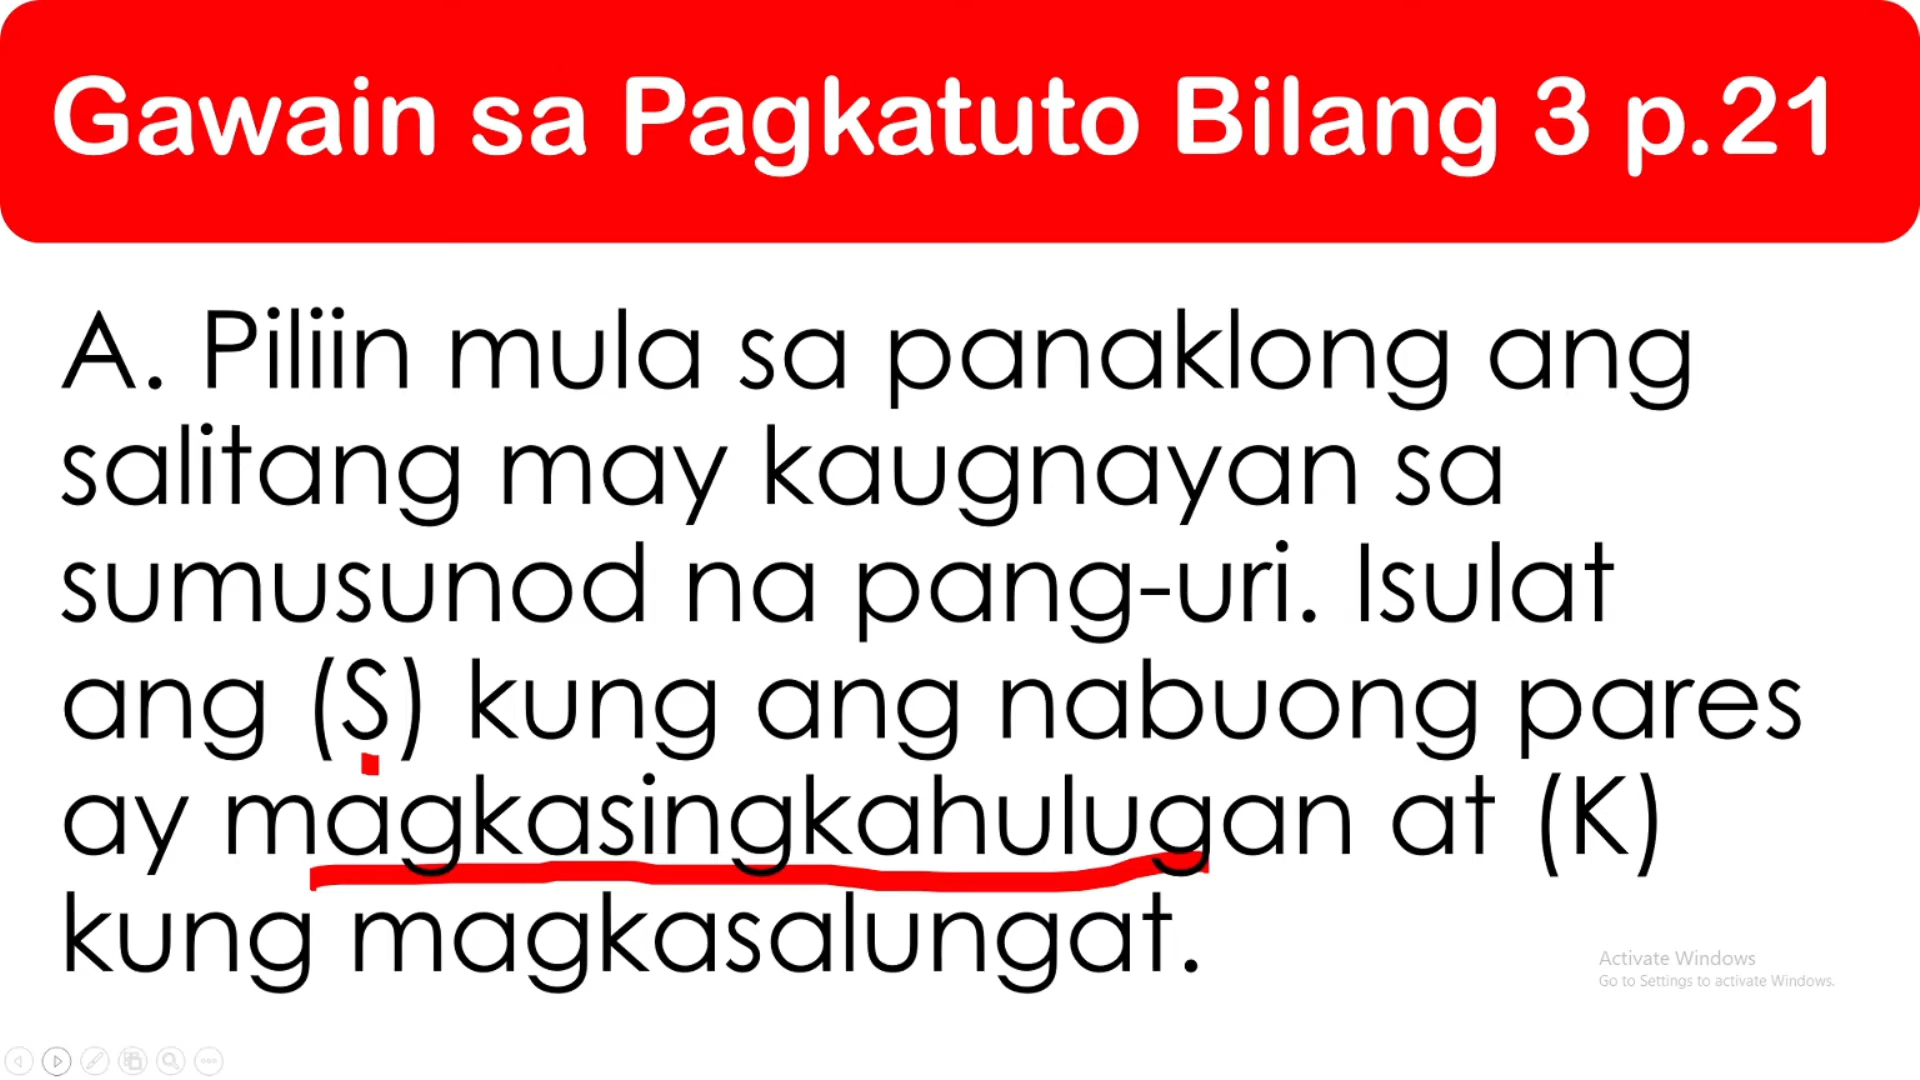 Gawain sa Pagkatuto Bilang 3 p.21
A. Piliin mula sa panaklong ang
salitang may kaugnayan sa
sumusunod na pang-uri. Isulat
ang (S) kung ang nabuong pares
ay magkasingkahulugan at (K)
kung magkasalungat.
Activate Windows
Go to Settings to activate Windows.